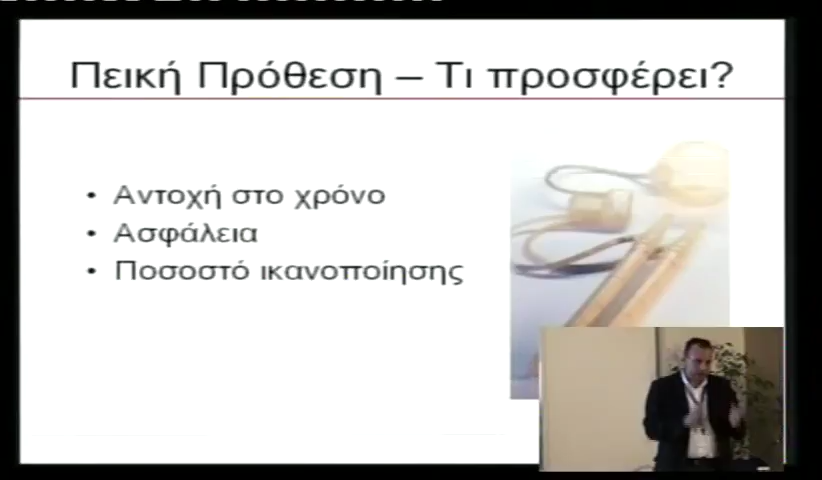 Πεική Πρόθεση – Τι προσφέρει?
• Αντοχή στο χρόνο
• Ασφάλεια
• Ποσοστό ικανοποίησης